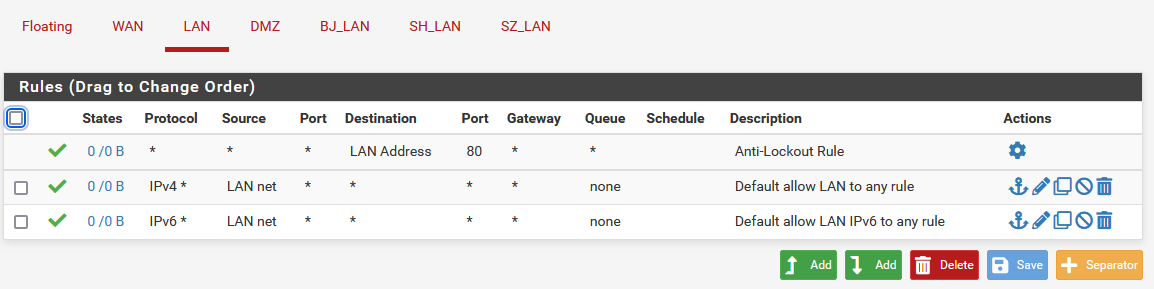 Floating WAN LAN DMZ BJ_LAN SH_LAN SZ_LAN
Rules (Drag to Change Order)
States Protocol Source Port Destination Port Gateway Queue Schedule Description Actions
0 /0 B * * * LAN Address 80 * * Anti-Lockout Rule
0 /0 B IPv4 * LAN net * * * * none Default allow LAN to any rule
0 /0 B IPv6 * LAN net * * * * none Default allow LAN IPv6 to any rule
Add Add Delete Save Separator